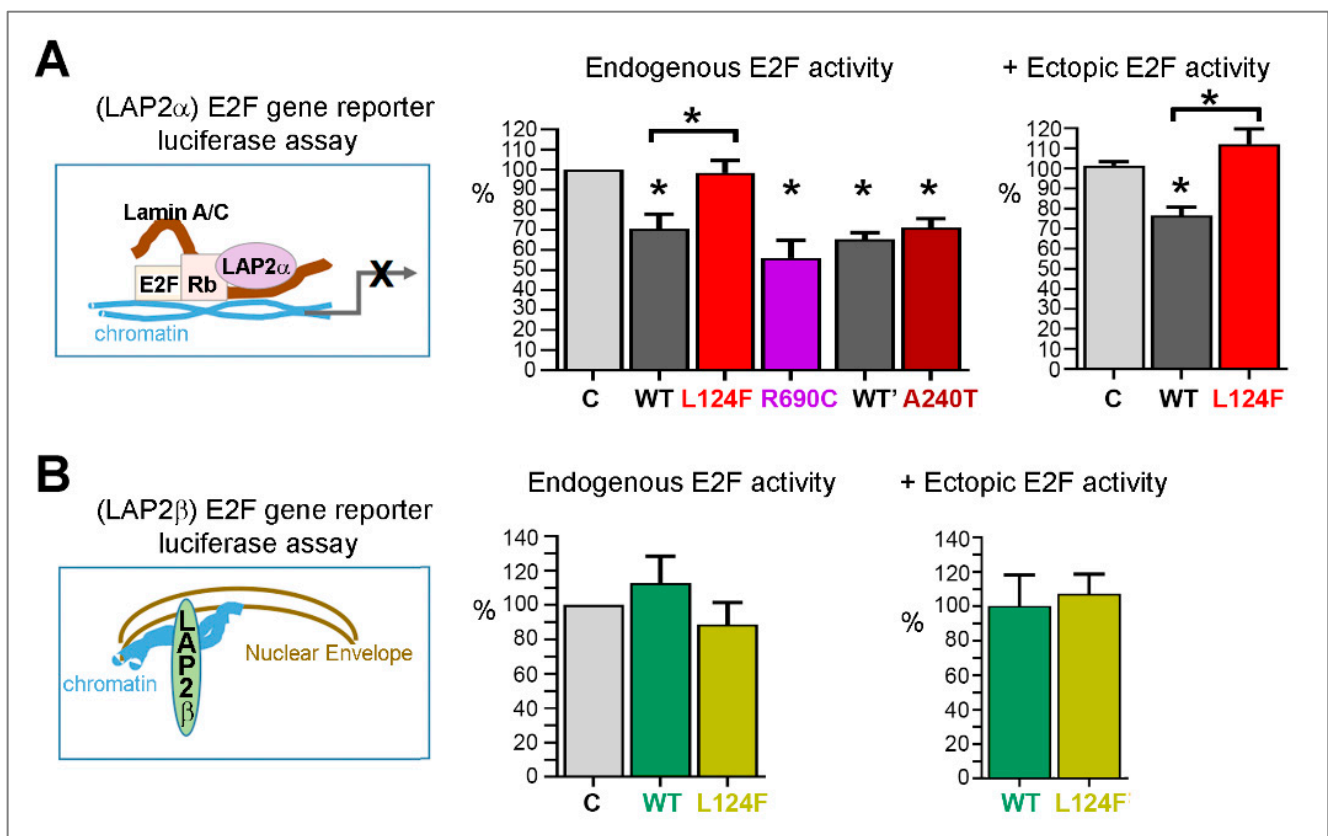 A
(LAP2α) E2F gene reporter
luciferase assay
Lamin A/C
E2F
Rb
LAP2α
X
chromatin
Endogenous E2F activity
*
120
110
100
90
80
70
60
50
40
30
20
10
0
%
* * * *
C WT L124F R690C WT' A240T
+ Ectopic E2F activity
*
120
110
100
90
80
70
60
50
40
30
20
10
0
%
*
C WT L124F
B
(LAP2β) E2F gene reporter
luciferase assay
LAP2β
Nuclear Envelope
chromatin
Endogenous E2F activity
140
120
100
80
60
40
20
0
%
C WT L124F
+ Ectopic E2F activity
140
120
100
80
60
40
20
0
%
WT L124F